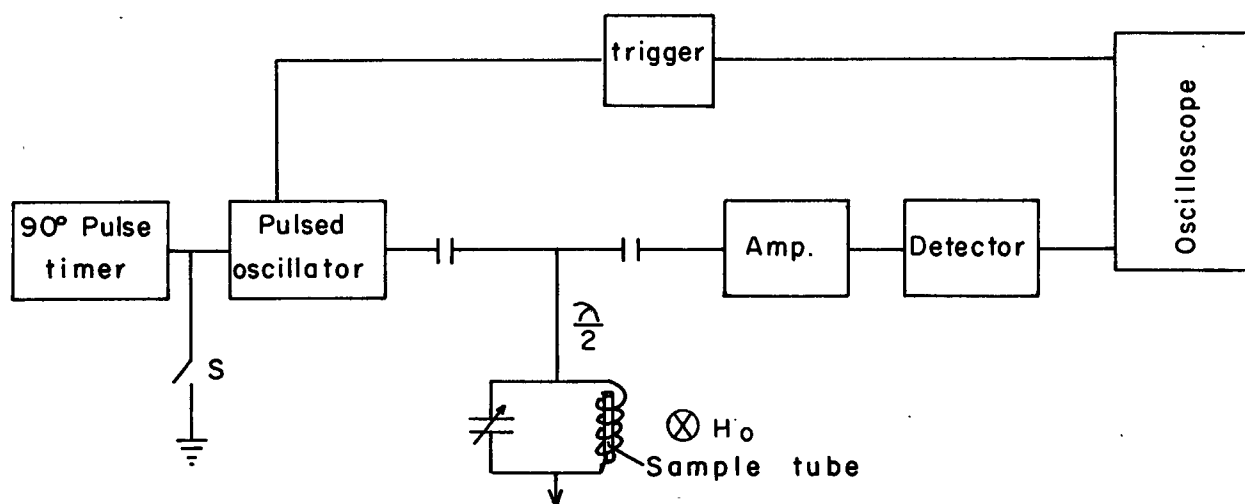 trigger
Oscilloscope
90° Pulse
timer
Pulsed
oscillator
Amp.
Detector
λ/2
S
H₀
Sample tube